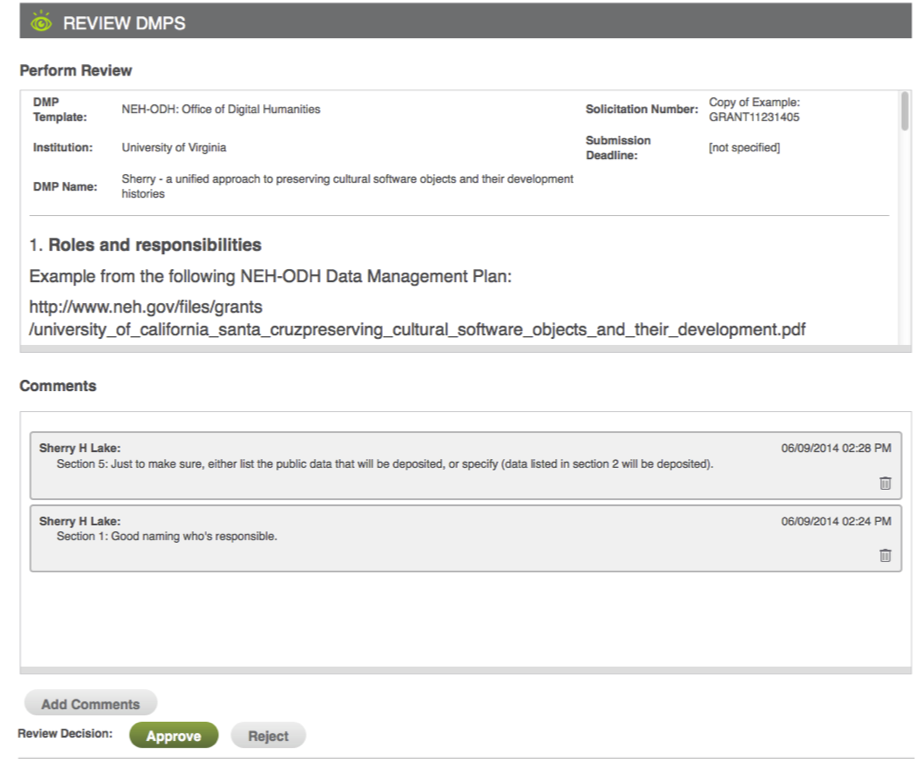 REVIEW DMPS
Perform Review
DMP
Template:
NEH-ODH: Office of Digital Humanities
Solicitation Number:
Copy of Example:
GRANT11231405
Institution:
University of Virginia
Submission
Deadline:
[not specified]
DMP Name:
Sherry - a unified approach to preserving cultural software objects and their development
histories
1. Roles and responsibilities
Example from the following NEH-ODH Data Management Plan:
http://www.neh.gov/files/grants
/university_of_california_santa_cruzpreserving_cultural_software_objects_and_their_development.pdf
Comments
Sherry H Lake:
06/09/2014 02:28 PM
Section 5: Just to make sure, either list the public data that will be deposited, or specify (data listed in section 2 will be deposited).
Sherry H Lake:
06/09/2014 02:24 PM
Section 1: Good naming who's responsible.
Add Comments
Review Decision:
Approve
Reject